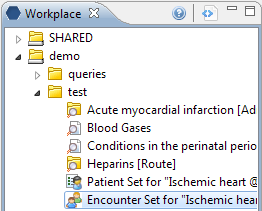 Workplace
SHARED
demo
queries
test
Acute myocardial infarction [Ad
Blood Gases
Conditions in the perinatal perio
Heparins [Route]
Patient Set for "Ischemic heart @
Encounter Set for "Ischemic hear